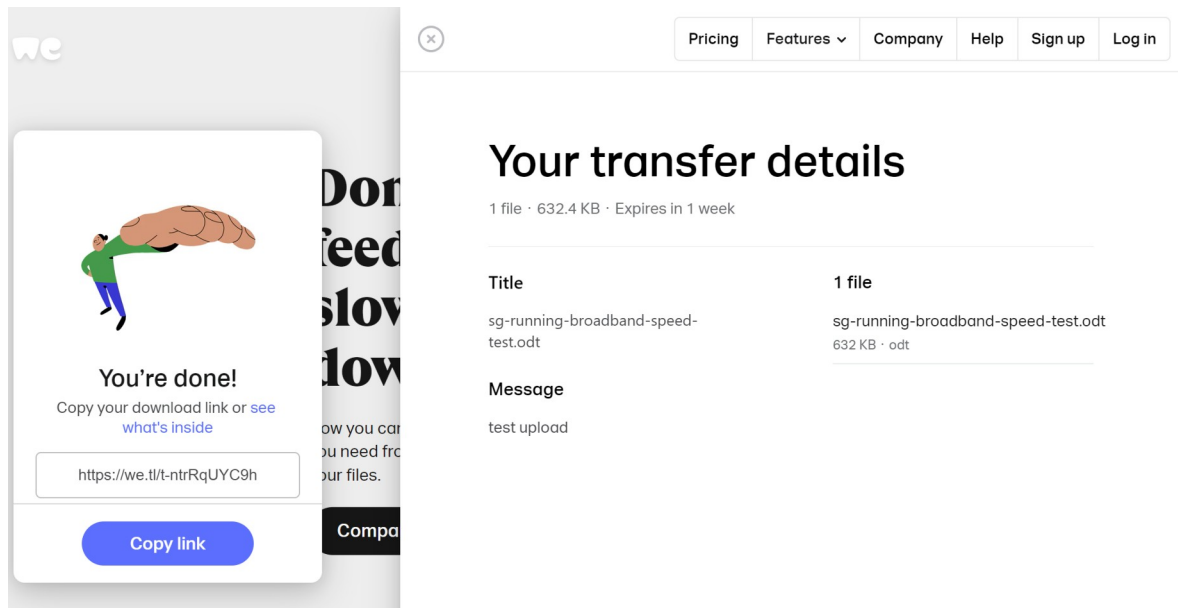 we
Pricing
Features
Company
Help
Sign up
Log in
Your transfer details
1 file · 632.4 KB · Expires in 1 week
Title
sg-running-broadband-speed-
test.odt
Message
test upload
1 file
sg-running-broadband-speed-test.odt
632 KB · odt
You're done!
Copy your download link or see
what's inside
https://we.tl/t-ntrRqUYC9h
Copy link